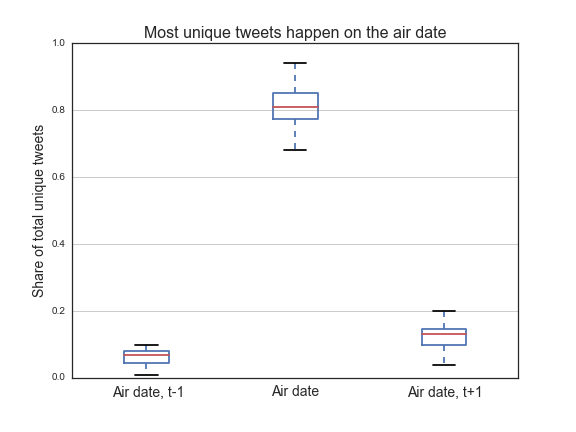 Most unique tweets happen on the air date
1.0
0.8
0.6
0.4
0.2
0.0
Share of total unique tweets
Air date, t-1
Air date
Air date, t+1